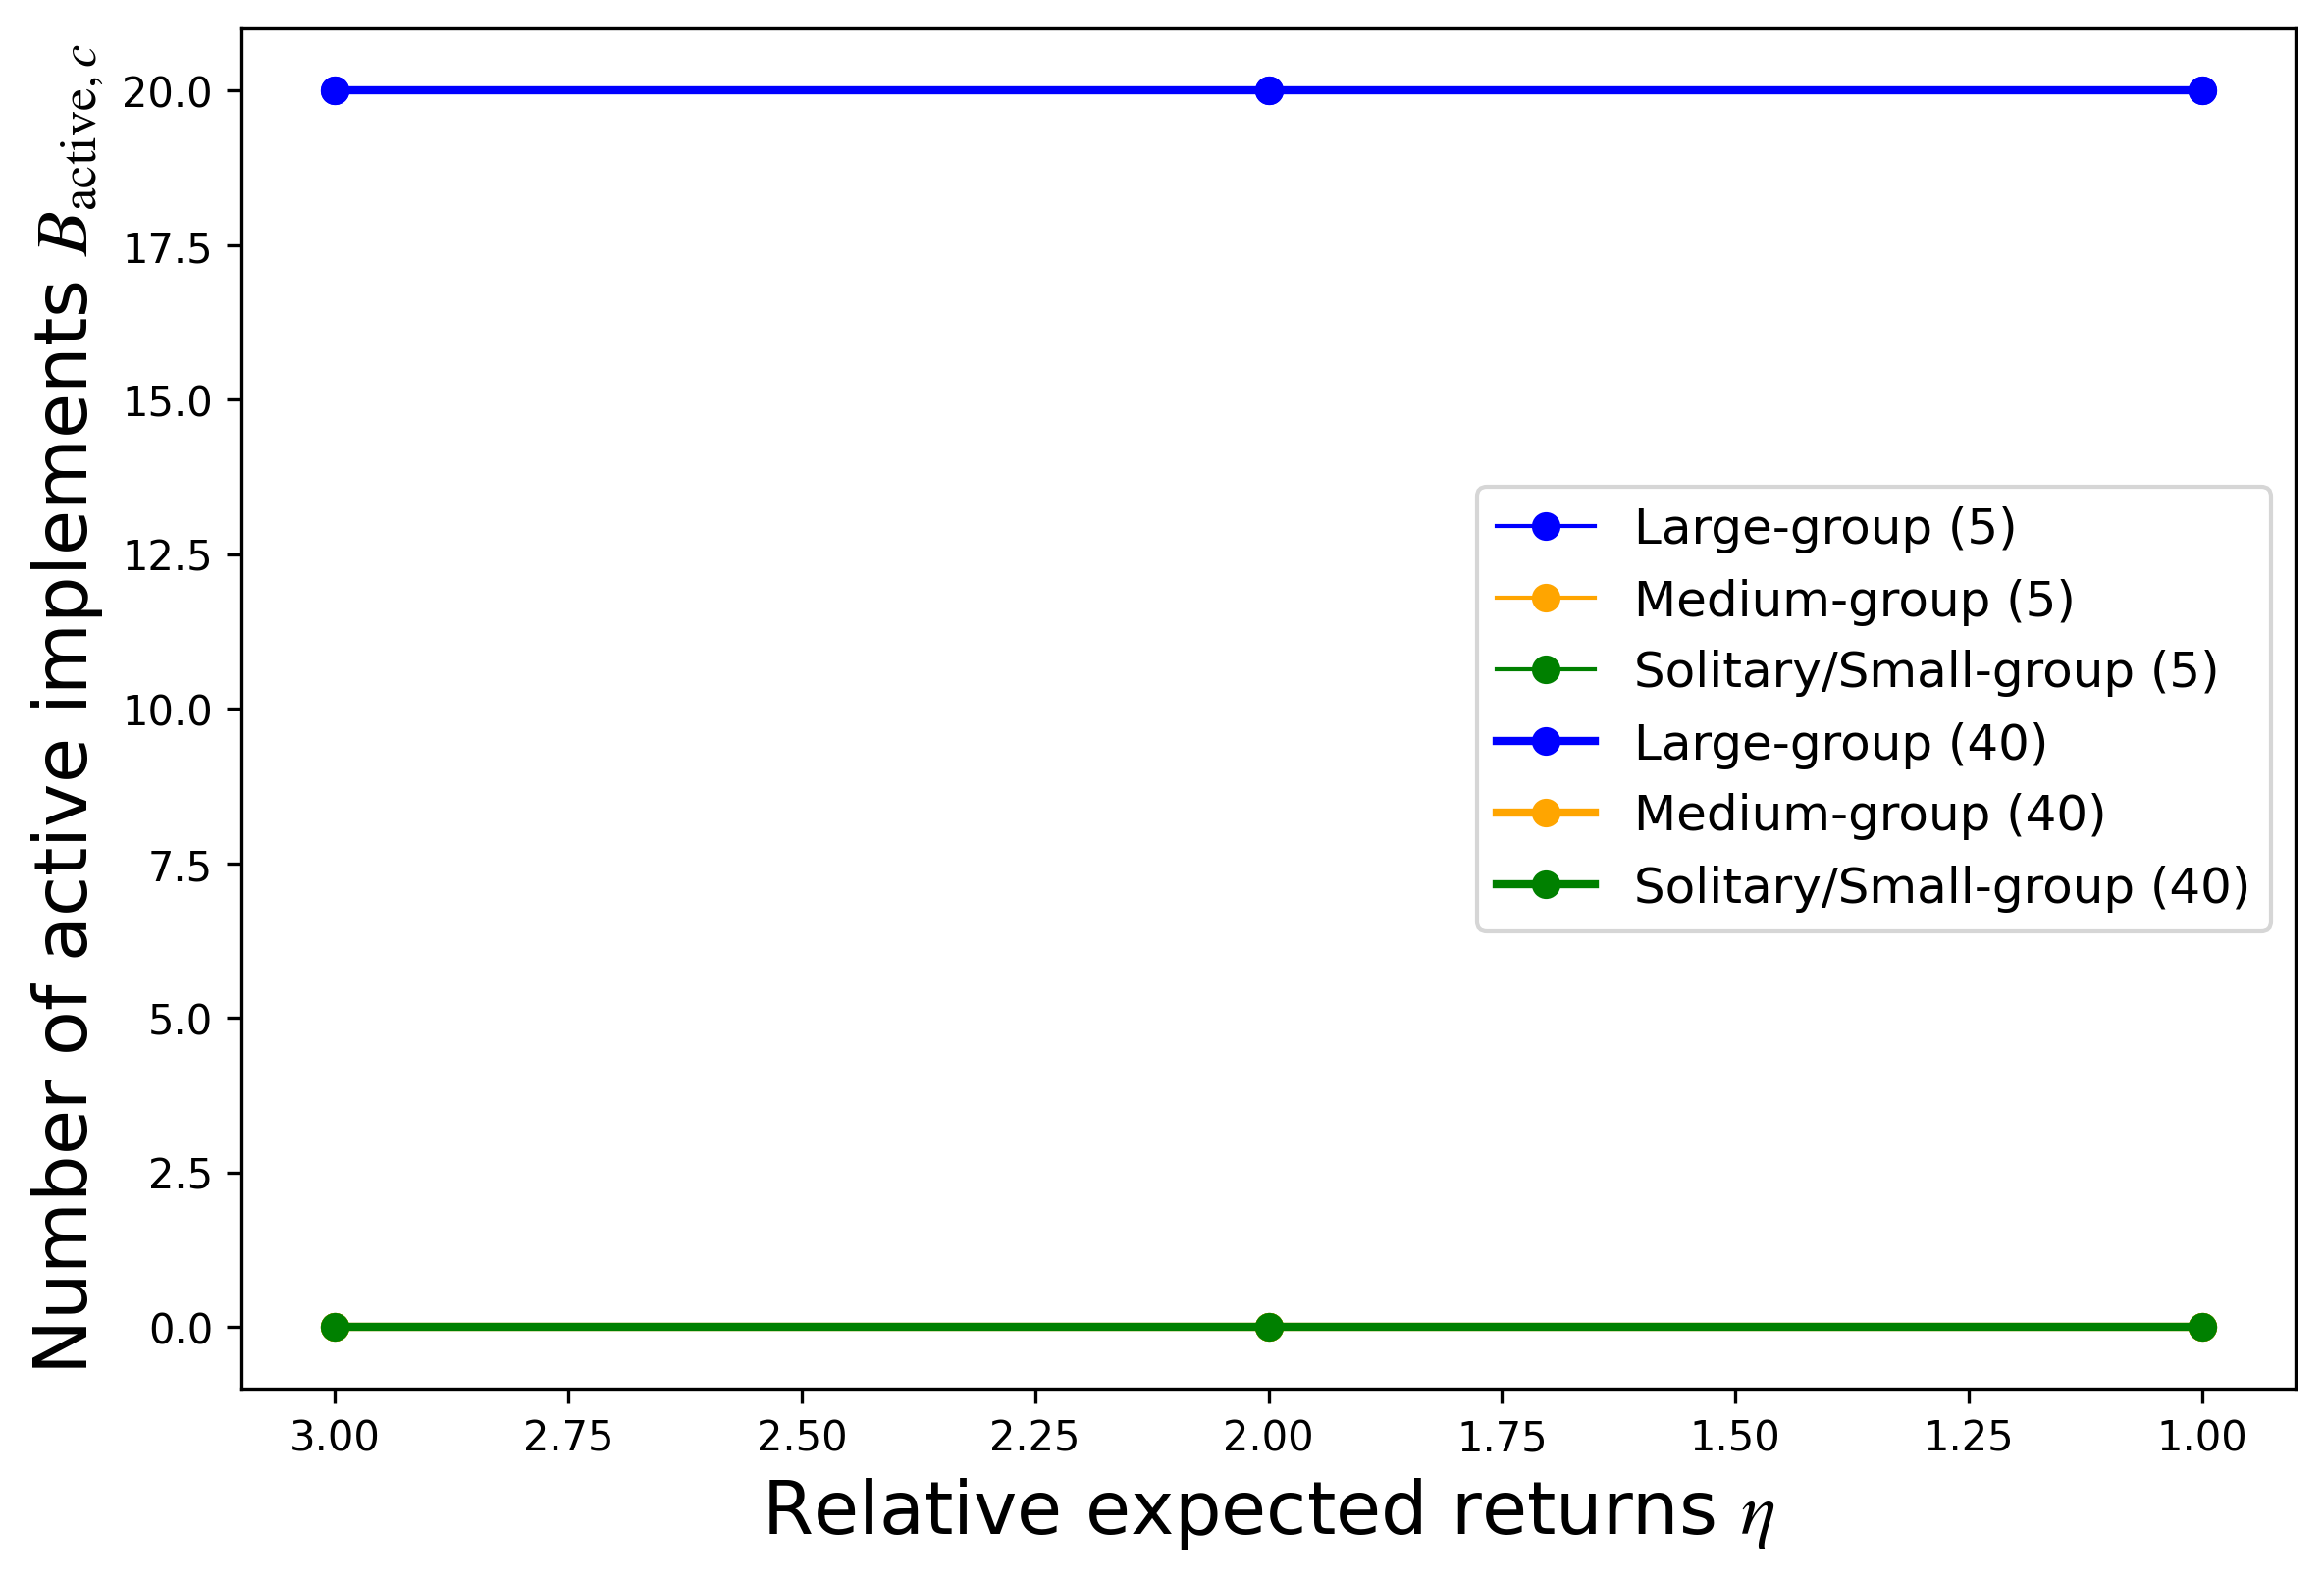 Number of active implements B_active, c
20.0
17.5
15.0
12.5
10.0
7.5
5.0
2.5
0.0
Large-group (5)
Medium-group (5)
Solitary/Small-group (5)
Large-group (40)
Medium-group (40)
Solitary/Small-group (40)
3.00 2.75 2.50 2.25 2.00 1.75 1.50 1.25 1.00
Relative expected returns η